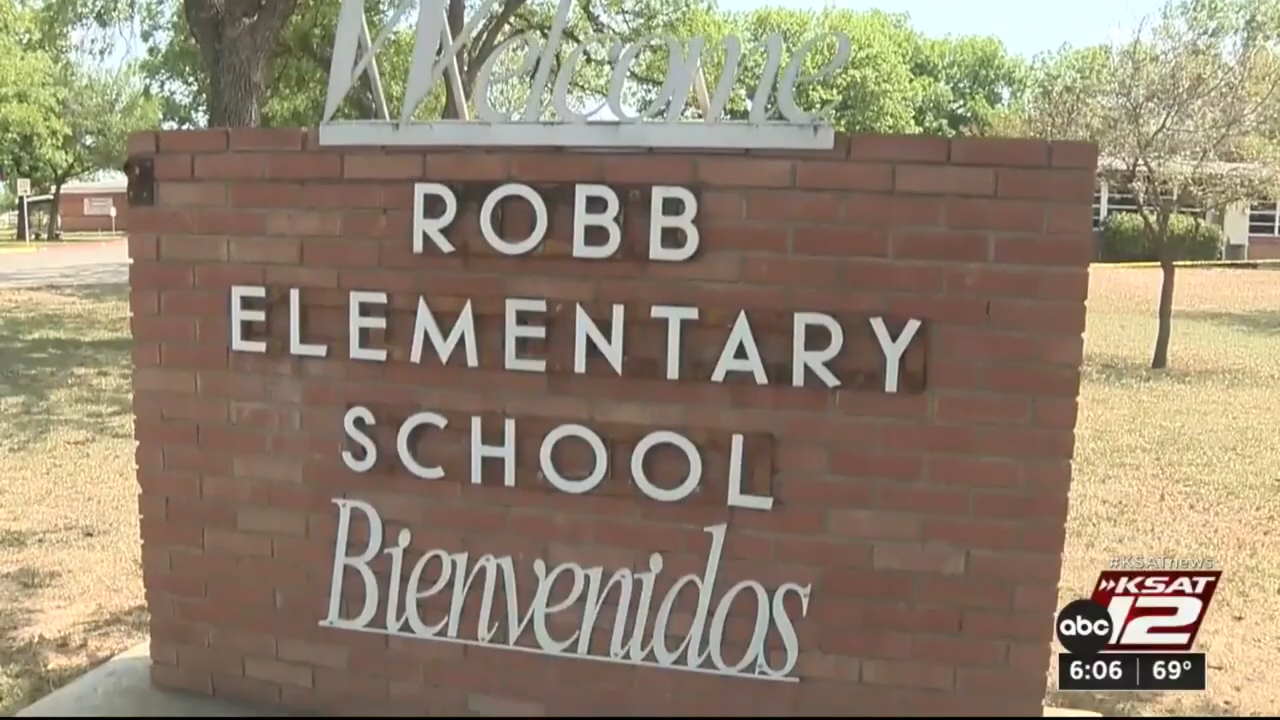 Welcome
ROBB
ELEMENTARY
SCHOOL
Bienvenidos
#KSATnews
KSAT
abc 12
6:06 69°